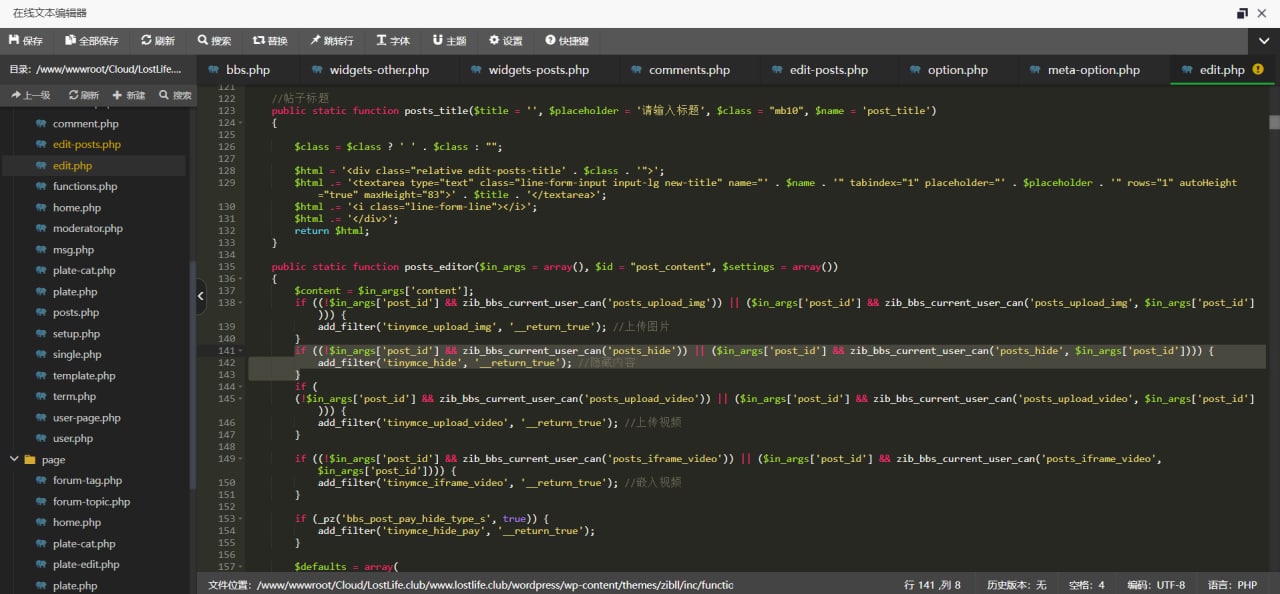 在线文本编辑器
保存 全部保存 刷新 搜索 替换 跳转行 字体 主题 设置 快捷键
目录: /www/wwwroot/Cloud/LostLife....
bbs.php widgets-other.php widgets-posts.php comments.php edit-posts.php option.php meta-option.php edit.php
上一级 刷新 新建 搜索
comment.php
edit-posts.php
edit.php
functions.php
home.php
moderator.php
msg.php
plate-cat.php
plate.php
posts.php
setup.php
single.php
template.php
term.php
user-page.php
user.php
page
forum-tag.php
forum-topic.php
home.php
plate-cat.php
plate-edit.php
plate.php
121
122 //帖子标题
123 public static function posts_title($title = '', $placeholder = '请输入标题', $class = "mb10", $name = 'post_title')
124 {
125
126 $class = $class ? ' ' . $class : "";
127
128 $html = '<div class="relative edit-posts-title' . $class . '">';
129 $html .= '<textarea type="text" class="line-form-input input-lg new-title" name="' . $name . '" tabindex="1" placeholder="' . $placeholder . '" rows="1" autoHeight
="true" maxHeight="83">' . $title . '</textarea>';
130 $html .= '<i class="line-form-line"></i>';
131 $html .= '</div>';
132 return $html;
133 }
134
135 public static function posts_editor($in_args = array(), $id = "post_content", $settings = array())
136 {
137 $content = $in_args['content'];
138 if ((!$in_args['post_id'] && zib_bbs_current_user_can('posts_upload_img')) || ($in_args['post_id'] && zib_bbs_current_user_can('posts_upload_img', $in_args['post_id']
))) {
139 add_filter('tinymce_upload_img', '__return_true'); //上传图片
140 }
141 if ((!$in_args['post_id'] && zib_bbs_current_user_can('posts_hide')) || ($in_args['post_id'] && zib_bbs_current_user_can('posts_hide', $in_args['post_id']))) {
142 add_filter('tinymce_hide', '__return_true'); //隐藏内容
143 }
144 if (
145 (!$in_args['post_id'] && zib_bbs_current_user_can('posts_upload_video')) || ($in_args['post_id'] && zib_bbs_current_user_can('posts_upload_video', $in_args['post_id']
))) {
146 add_filter('tinymce_upload_video', '__return_true'); //上传视频
147 }
148
149 if ((!$in_args['post_id'] && zib_bbs_current_user_can('posts_iframe_video')) || ($in_args['post_id'] && zib_bbs_current_user_can('posts_iframe_video',
$in_args['post_id']))) {
150 add_filter('tinymce_iframe_video', '__return_true'); //嵌入视频
151 }
152
153 if (_pz('bbs_post_pay_hide_type_s', true)) {
154 add_filter('tinymce_hide_pay', '__return_true');
155 }
156
157 $defaults = array(
文件位置: /www/wwwroot/Cloud/LostLife.club/www.lostlife.club/wordpress/wp-content/themes/zibll/inc/functio
行 141 ,列 8 历史版本: 无 空格: 4 编码: UTF-8 语言: PHP